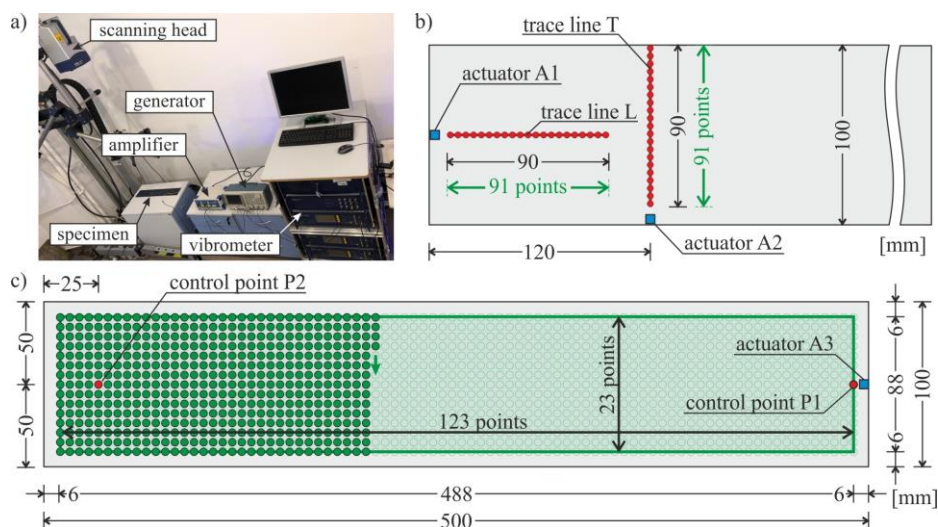 a)
scanning head
generator
amplifier
specimen
vibrometer
b)
trace line T
actuator A1
trace line L
90
91 points
90
91 points
100
120
actuator A2
[mm]
c)
25
control point P2
50
50
23 points
123 points
actuator A3
control point P1
6
88
6
100
6
488
6
[mm]
500